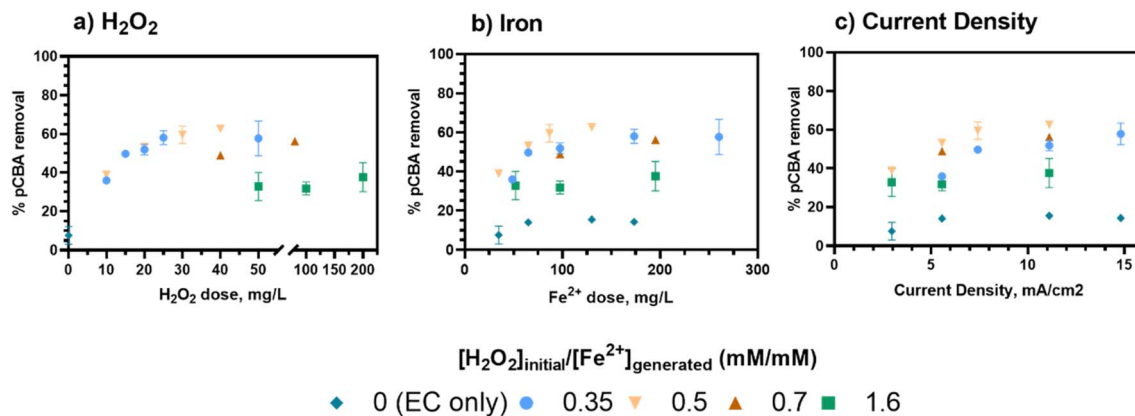 a) H₂O₂
b) Iron
c) Current Density
% pCBA removal
100
80
60
40
20
0
0 10 20 30 40 50 100 150 200
H₂O₂ dose, mg/L
% pCBA removal
100
80
60
40
20
0
0 100 200 300
Fe²⁺ dose, mg/L
% pCBA removal
100
80
60
40
20
0
0 5 10 15
Current Density, mA/cm2
[H₂O₂]initial/[Fe²⁺]generated (mM/mM)
0 (EC only) 0.35 0.5 0.7 1.6